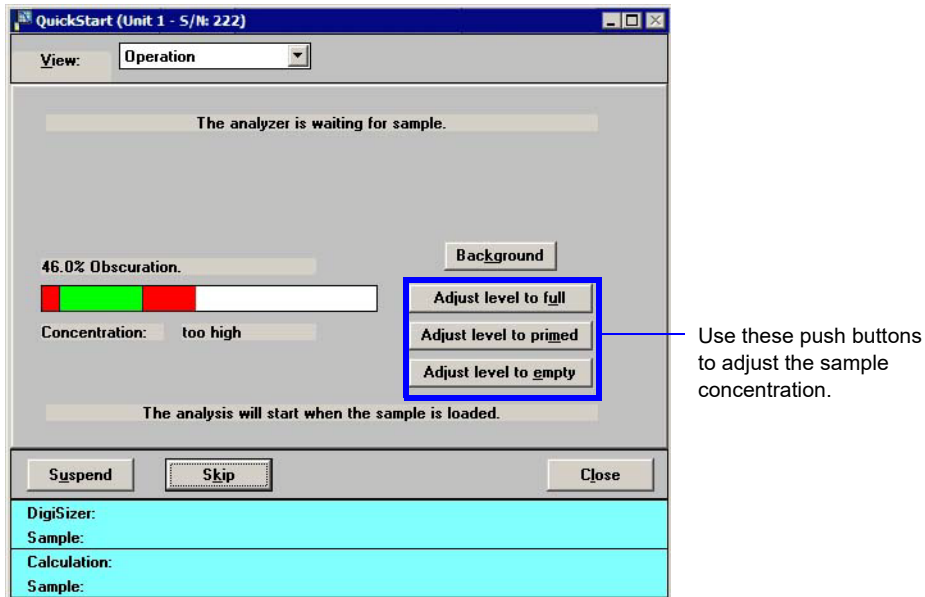 QuickStart (Unit 1 - S/N: 222)
View: Operation
The analyzer is waiting for sample.
46.0% Obscuration.
Background
Adjust level to full
Concentration: too high
Adjust level to primed
Adjust level to empty
Use these push buttons
to adjust the sample
concentration.
The analysis will start when the sample is loaded.
Suspend Skip Close
DigiSizer:
Sample:
Calculation:
Sample: